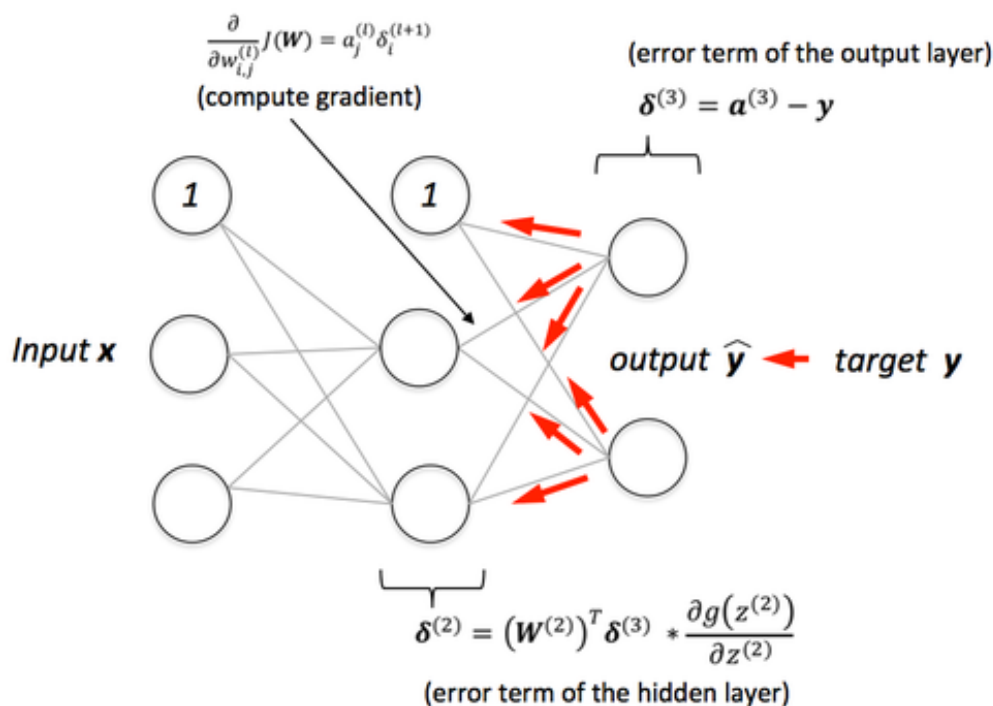 ∂/∂w_{i,j}^{(l)} J(W) = a_j^{(l)} δ_i^{(l+1)}
(compute gradient)
(error term of the output layer)
δ^{(3)} = a^{(3)} − y
1
1
Input x
output ŷ
target y
δ^{(2)} = (W^{(2)})^T δ^{(3)} * ∂g(z^{(2)})/∂z^{(2)}
(error term of the hidden layer)